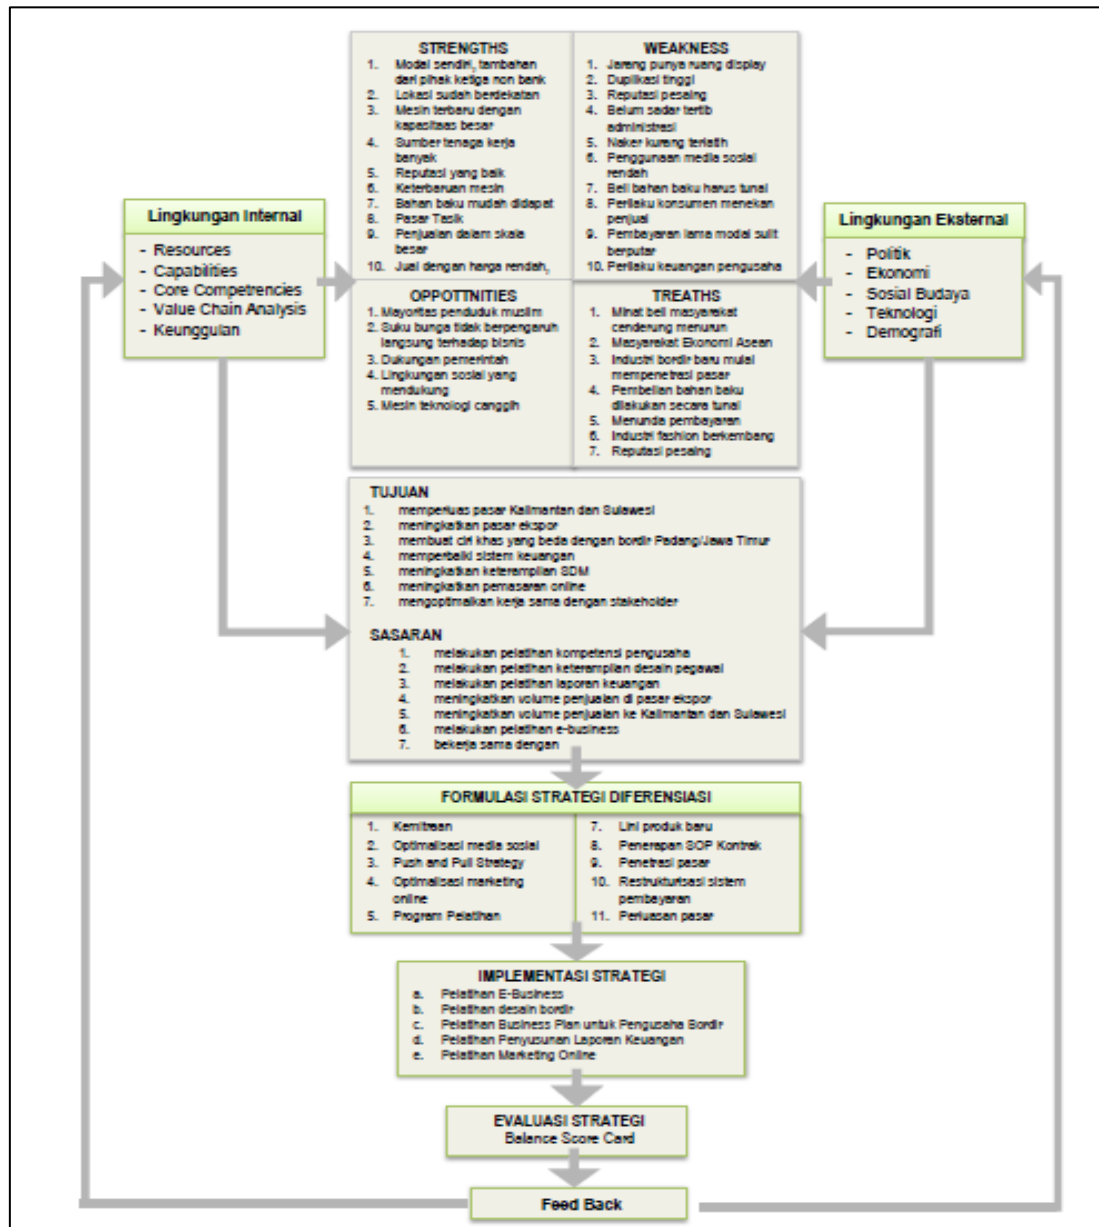 STRENGTHS
1. Modal sendiri, tambahan
dari pihak ketiga non bank
2. Lokasi sudah berdekatan
3. Mesin terbaru dengan
kapasitaas besar
4. Sumber tenaga kerja
banyak
5. Reputasi yang baik
6. Keterbaruan mesin
7. Bahan baku mudah didapat
8. Pasar Tasik
9. Penjualan dalam skala
besar
10. Jual dengan harga rendah,
WEAKNESS
1. Jarang punya ruang display
2. Duplikasi tinggi
3. Reputasi pesaing
4. Belum sadar tertib
administrasi
5. Naker kurang terlatih
6. Penggunaan media sosial
rendah
7. Beli bahan baku harus tunai
8. Perilaku konsumen menekan
penjual
9. Pembayaran lama modal sulit
berputar
10. Perilaku keuangan pengusaha
Lingkungan Internal
- Resources
- Capabilities
- Core Competrencies
- Value Chain Analysis
- Keunggulan
Lingkungan Eksternal
- Politik
- Ekonomi
- Sosial Budaya
- Teknologi
- Demografi
OPPOTTNITIES
1. Mayoritas penduduk muslim
2. Suku bunga tidak berpengaruh
langsung terhadap bisnis
3. Dukungan pemerintah
4. Lingkungan sosial yang
mendukung
5. Mesin teknologi canggih
TREATHS
1. Minat beli masyarakat
cenderung menurun
2. Masyarakat Ekonomi Asean
3. Industri bordir baru mulai
mempenetrasi pasar
4. Pembelian bahan baku
dilakukan secara tunai
5. Menunda pembayaran
6. Industri fashion berkembang
7. Reputasi pesaing
TUJUAN
1. memperluas pasar Kalimantan dan Sulawesi
2. meningkatkan pasar ekspor
3. membuat ciri khas yang beda dengan bordir Padang/Jawa Timur
4. memperbaiki sistem keuangan
5. meningkatkan keterampilan SDM
6. meningkatkan pemasaran online
7. mengoptimalkan kerja sama dengan stakeholder
SASARAN
1. melakukan pelatihan kompetensi pengusaha
2. melakukan pelatihan keterampilan desain pegawai
3. melakukan pelatihan laporan keuangan
4. meningkatkan volume penjualan di pasar ekspor
5. meningkatkan volume penjualan ke Kalimantan dan Sulawesi
6. melakukan pelatihan e-business
7. bekerja sama dengan
FORMULASI STRATEGI DIFERENSIASI
1. Kemitraan
2. Optimalisasi media sosial
3. Push and Pull Strategy
4. Optimalisasi marketing
online
5. Program Pelatihan
7. Lini produk baru
8. Penerapan SOP Kontrak
9. Penetrasi pasar
10. Restrukturisasi sistem
pembayaran
11. Perluasan pasar
IMPLEMENTASI STRATEGI
a. Pelatihan E-Business
b. Pelatihan desain bordir
c. Pelatihan Business Plan untuk Pengusaha Bordir
d. Pelatihan Penyusunan Laporan Keuangan
e. Pelatihan Marketing Online
EVALUASI STRATEGI
Balance Score Card
Feed Back